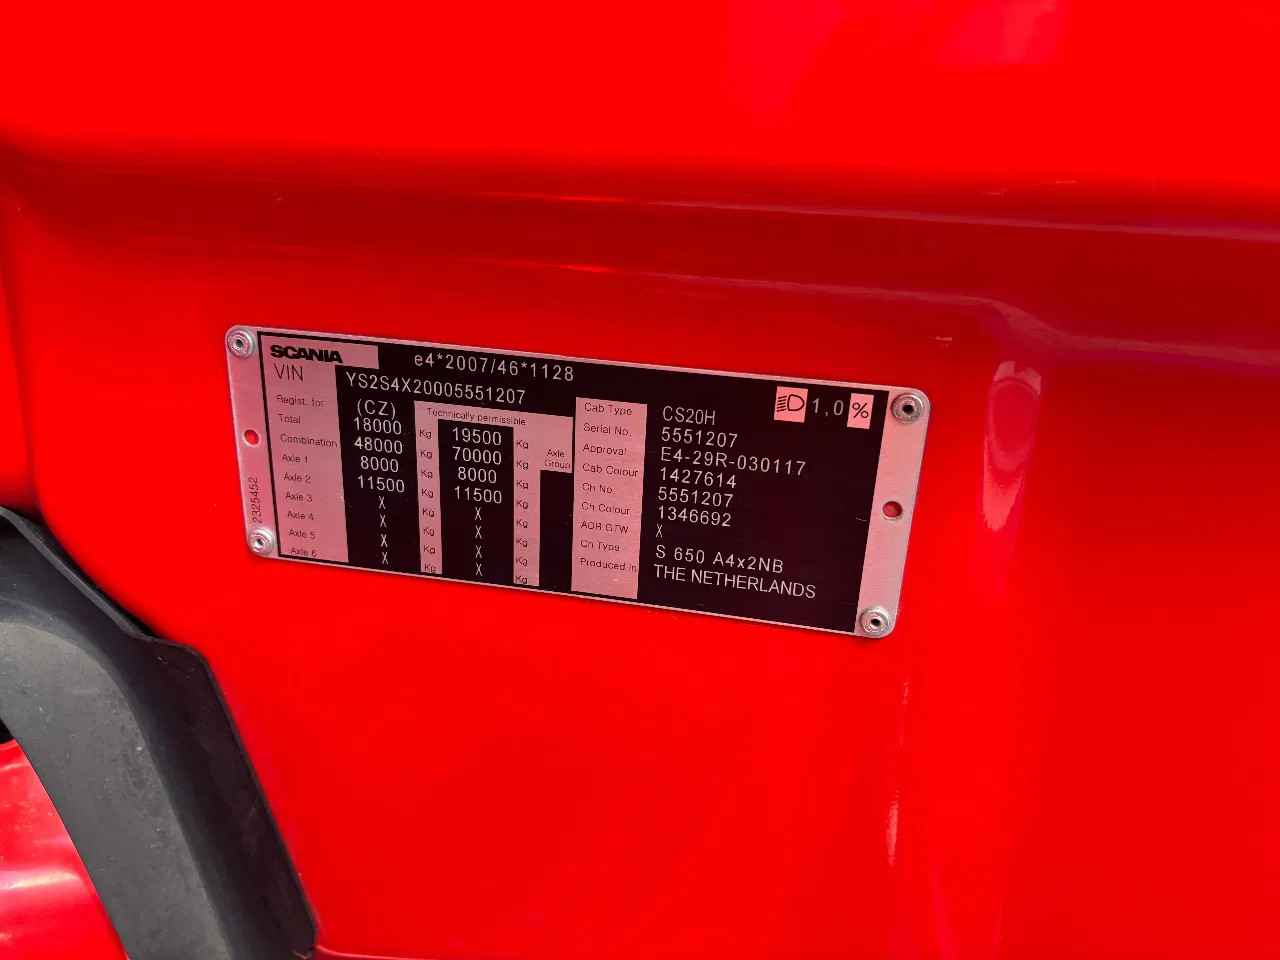 SCANIA e4*2007/46*1128
VIN YS2S4X20005551207
1,0 %
Regist. for (CZ) Technically permissible
Total 18000 Kg 19500 Kg
Combination 48000 Kg 70000 Kg Axle Group
Axle 1 8000 Kg 8000 Kg
Axle 2 11500 Kg 11500 Kg
Axle 3 X Kg X Kg
Axle 4 X Kg X Kg
Axle 5 X Kg X Kg
Axle 6 X Kg X Kg
Cab Type CS20H
Serial No. 5551207
Approval E4-29R-030117
Cab Colour 1427614
Ch No. 5551207
Ch Colour 1346692
ADR GTW X
Ch Type S 650 A4x2NB
Produced in THE NETHERLANDS
2325452